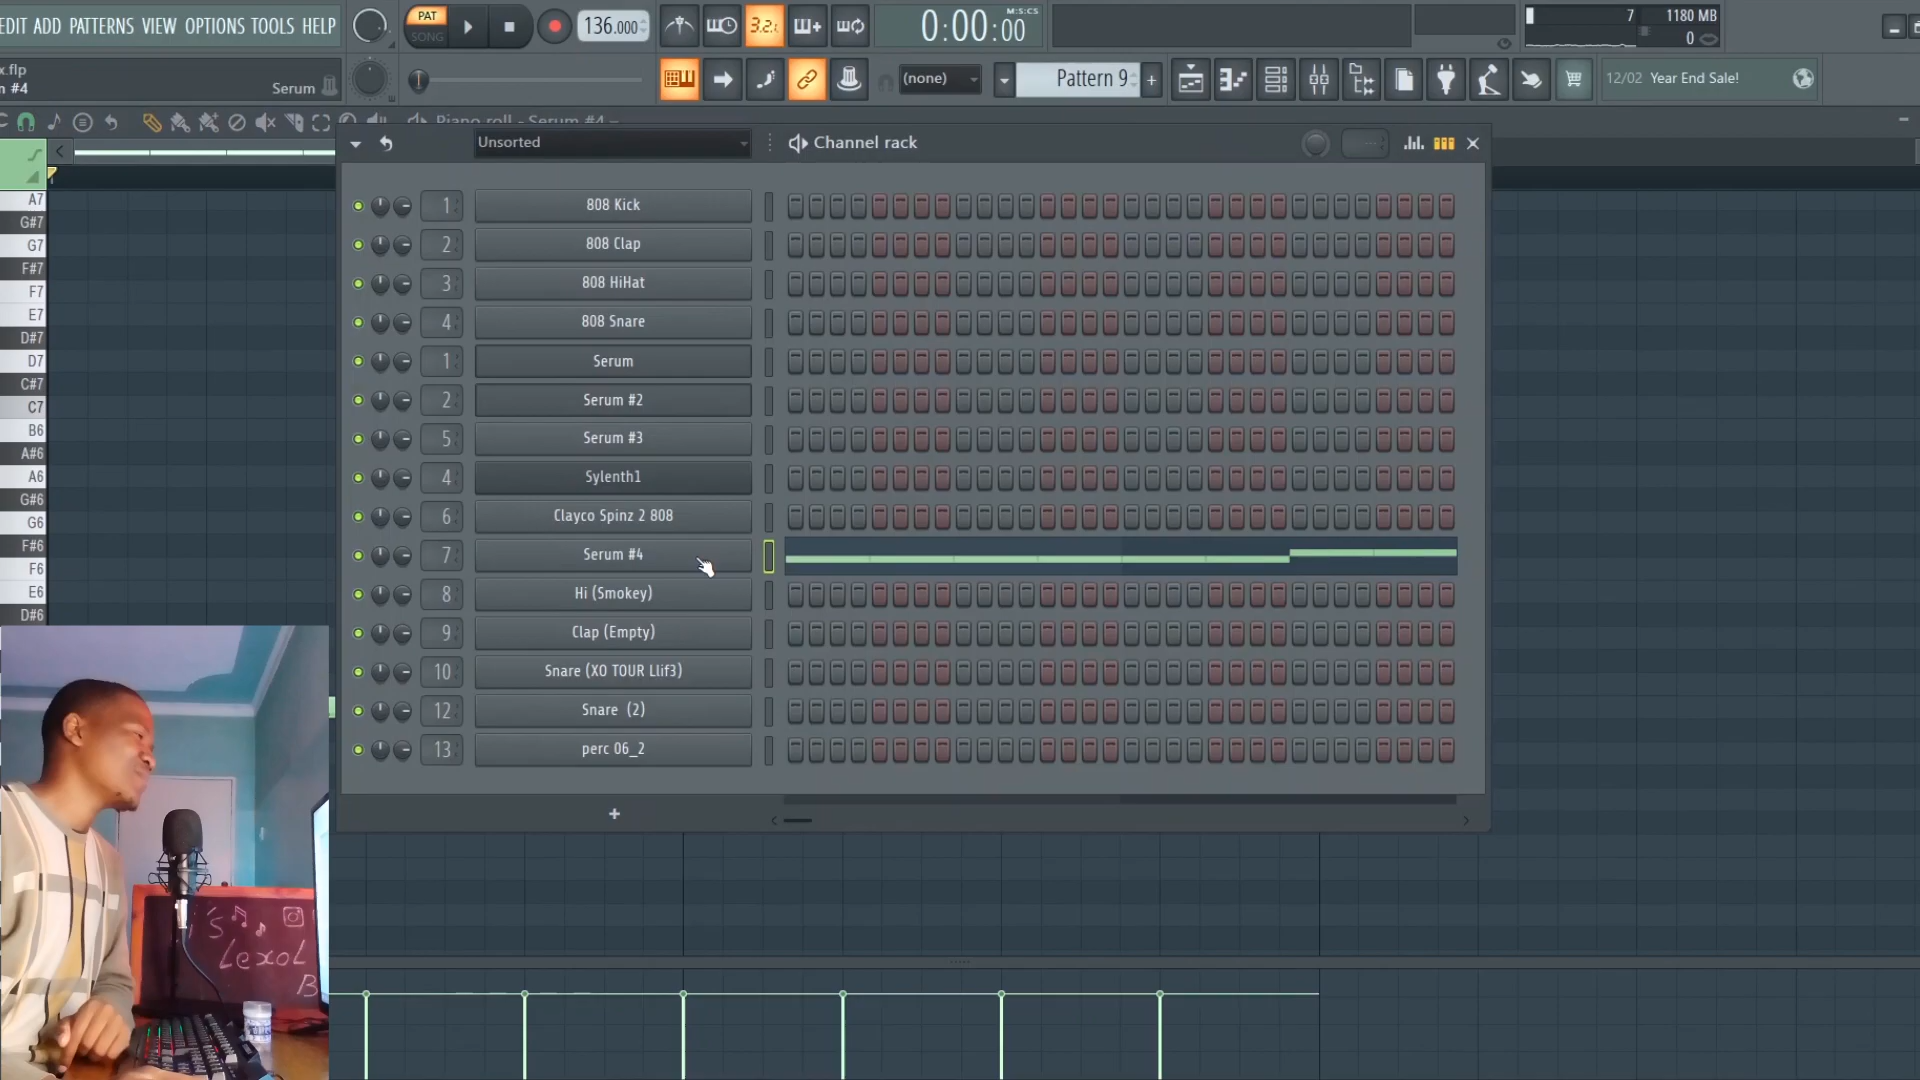 EDIT ADD PATTERNS VIEW OPTIONS TOOLS HELP
PAT
SONG
136.000
3.2.
0:00:00
M:S:CS
7
1180 MB
0
x.flp
#4
Serum
(none)
Pattern 9
+
12/02 Year End Sale!
Piano roll - Serum #4
Unsorted
Channel rack
1 808 Kick
2 808 Clap
3 808 HiHat
4 808 Snare
1 Serum
2 Serum #2
5 Serum #3
4 Sylenth1
6 Clayco Spinz 2 808
7 Serum #4
8 Hi (Smokey)
9 Clap (Empty)
10 Snare (XO TOUR Llif3)
12 Snare (2)
13 perc 06_2
+
A7
G#7
G7
F#7
F7
E7
D#7
D7
C#7
C7
B6
A#6
A6
G#6
G6
F#6
F6
E6
D#6
'S
LexoL
B